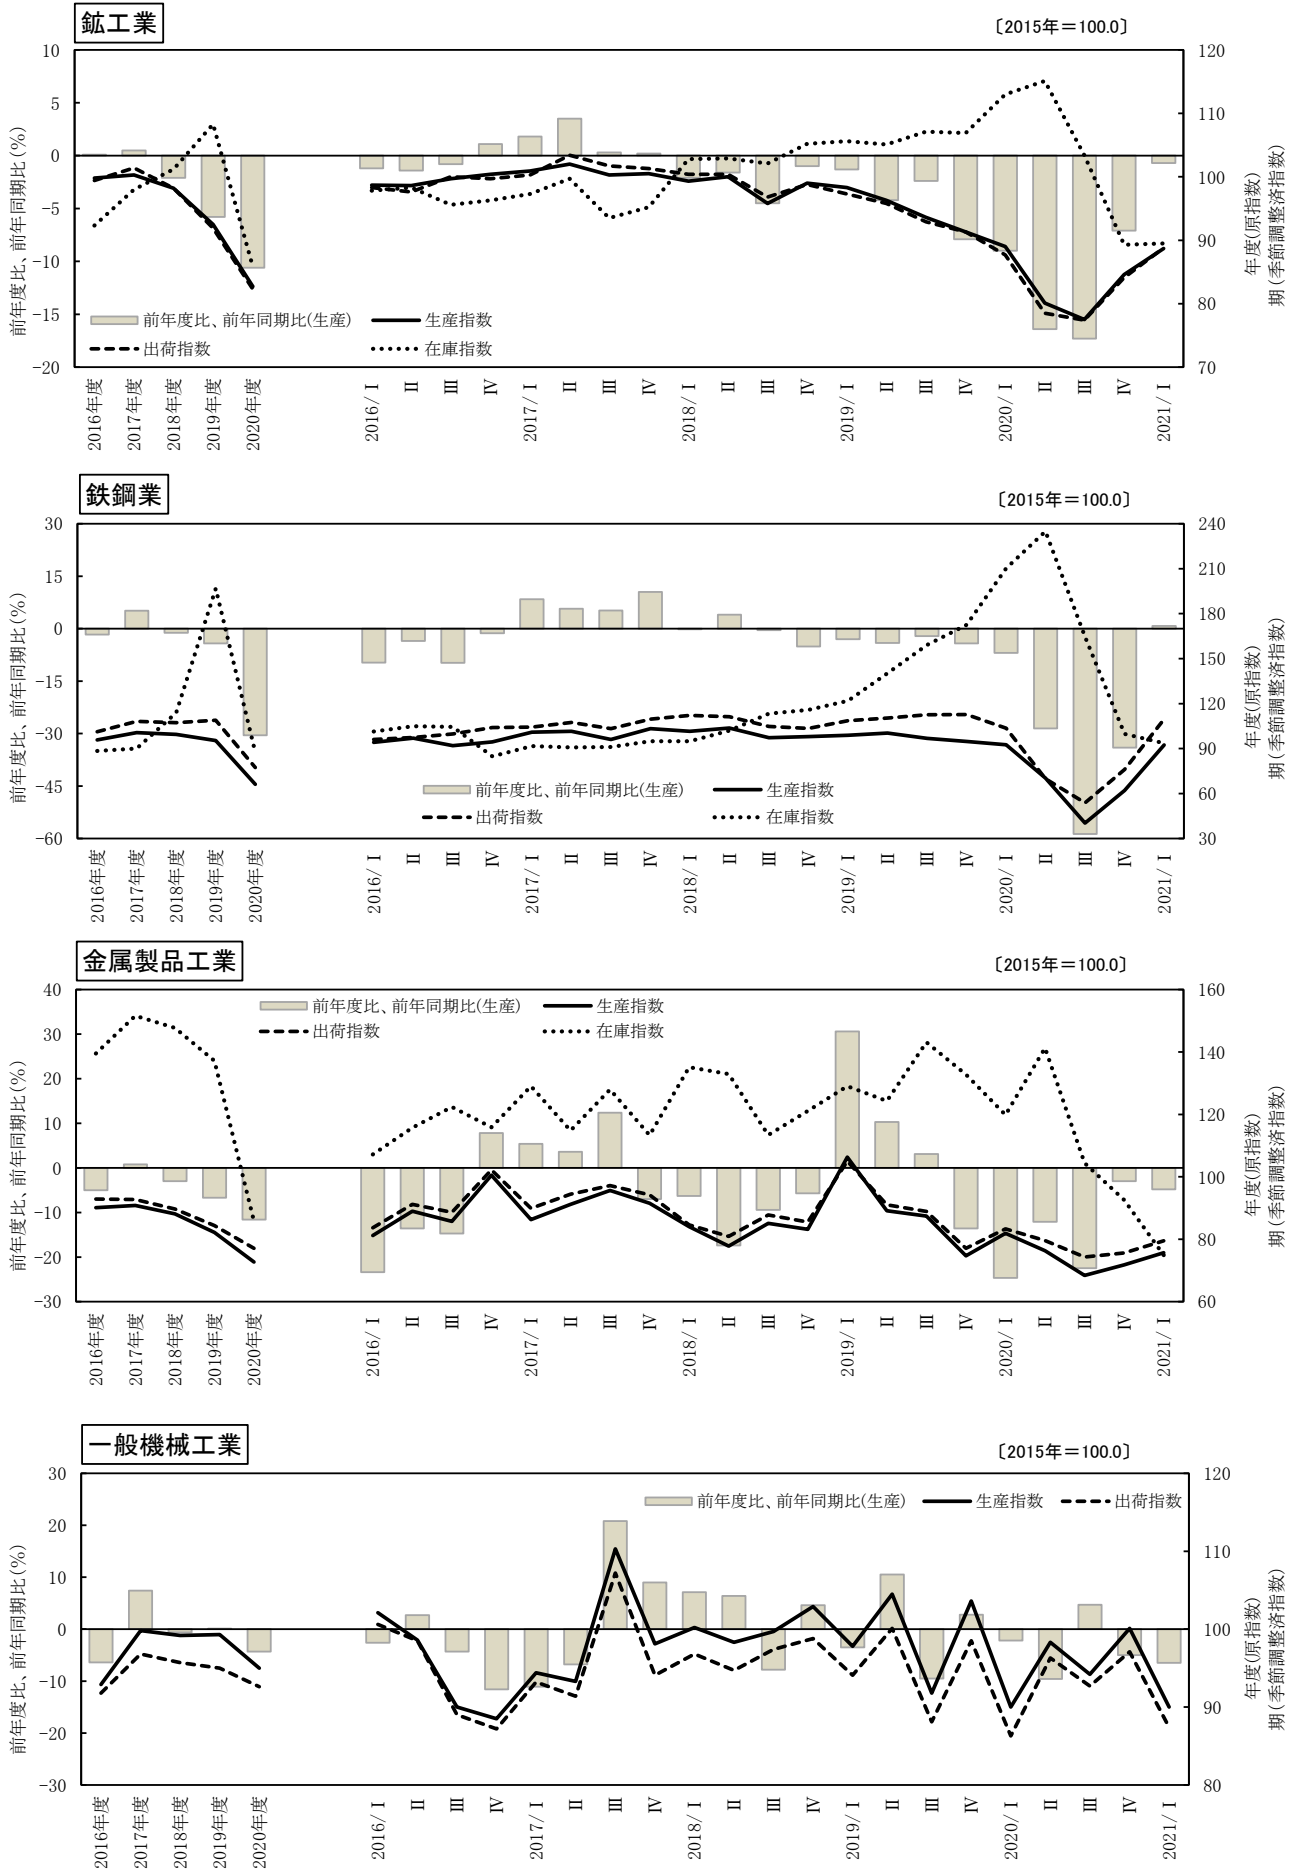 鉱工業
〔2015年＝100.0〕
10
5
0
−5
−10
−15
−20
前年度比、前年同期比(%)
120
110
100
90
80
70
年度(原指数)
期(季節調整済指数)
前年度比、前年同期比(生産)
生産指数
出荷指数
在庫指数
2016年度
2017年度
2018年度
2019年度
2020年度
2016/Ⅰ
Ⅱ
Ⅲ
Ⅳ
2017/Ⅰ
Ⅱ
Ⅲ
Ⅳ
2018/Ⅰ
Ⅱ
Ⅲ
Ⅳ
2019/Ⅰ
Ⅱ
Ⅲ
Ⅳ
2020/Ⅰ
Ⅱ
Ⅲ
Ⅳ
2021/Ⅰ
鉄鋼業
〔2015年＝100.0〕
30
15
0
−15
−30
−45
−60
前年度比、前年同期比(%)
240
210
180
150
120
90
60
30
年度(原指数)
期(季節調整済指数)
前年度比、前年同期比(生産)
生産指数
出荷指数
在庫指数
2016年度
2017年度
2018年度
2019年度
2020年度
2016/Ⅰ
Ⅱ
Ⅲ
Ⅳ
2017/Ⅰ
Ⅱ
Ⅲ
Ⅳ
2018/Ⅰ
Ⅱ
Ⅲ
Ⅳ
2019/Ⅰ
Ⅱ
Ⅲ
Ⅳ
2020/Ⅰ
Ⅱ
Ⅲ
Ⅳ
2021/Ⅰ
金属製品工業
〔2015年＝100.0〕
40
30
20
10
0
−10
−20
−30
前年度比、前年同期比(%)
160
140
120
100
80
60
年度(原指数)
期(季節調整済指数)
前年度比、前年同期比(生産)
生産指数
出荷指数
在庫指数
2016年度
2017年度
2018年度
2019年度
2020年度
2016/Ⅰ
Ⅱ
Ⅲ
Ⅳ
2017/Ⅰ
Ⅱ
Ⅲ
Ⅳ
2018/Ⅰ
Ⅱ
Ⅲ
Ⅳ
2019/Ⅰ
Ⅱ
Ⅲ
Ⅳ
2020/Ⅰ
Ⅱ
Ⅲ
Ⅳ
2021/Ⅰ
一般機械工業
〔2015年＝100.0〕
30
20
10
0
−10
−20
−30
前年度比、前年同期比(%)
120
110
100
90
80
年度(原指数)
期(季節調整済指数)
前年度比、前年同期比(生産)
生産指数
出荷指数
2016年度
2017年度
2018年度
2019年度
2020年度
2016/Ⅰ
Ⅱ
Ⅲ
Ⅳ
2017/Ⅰ
Ⅱ
Ⅲ
Ⅳ
2018/Ⅰ
Ⅱ
Ⅲ
Ⅳ
2019/Ⅰ
Ⅱ
Ⅲ
Ⅳ
2020/Ⅰ
Ⅱ
Ⅲ
Ⅳ
2021/Ⅰ